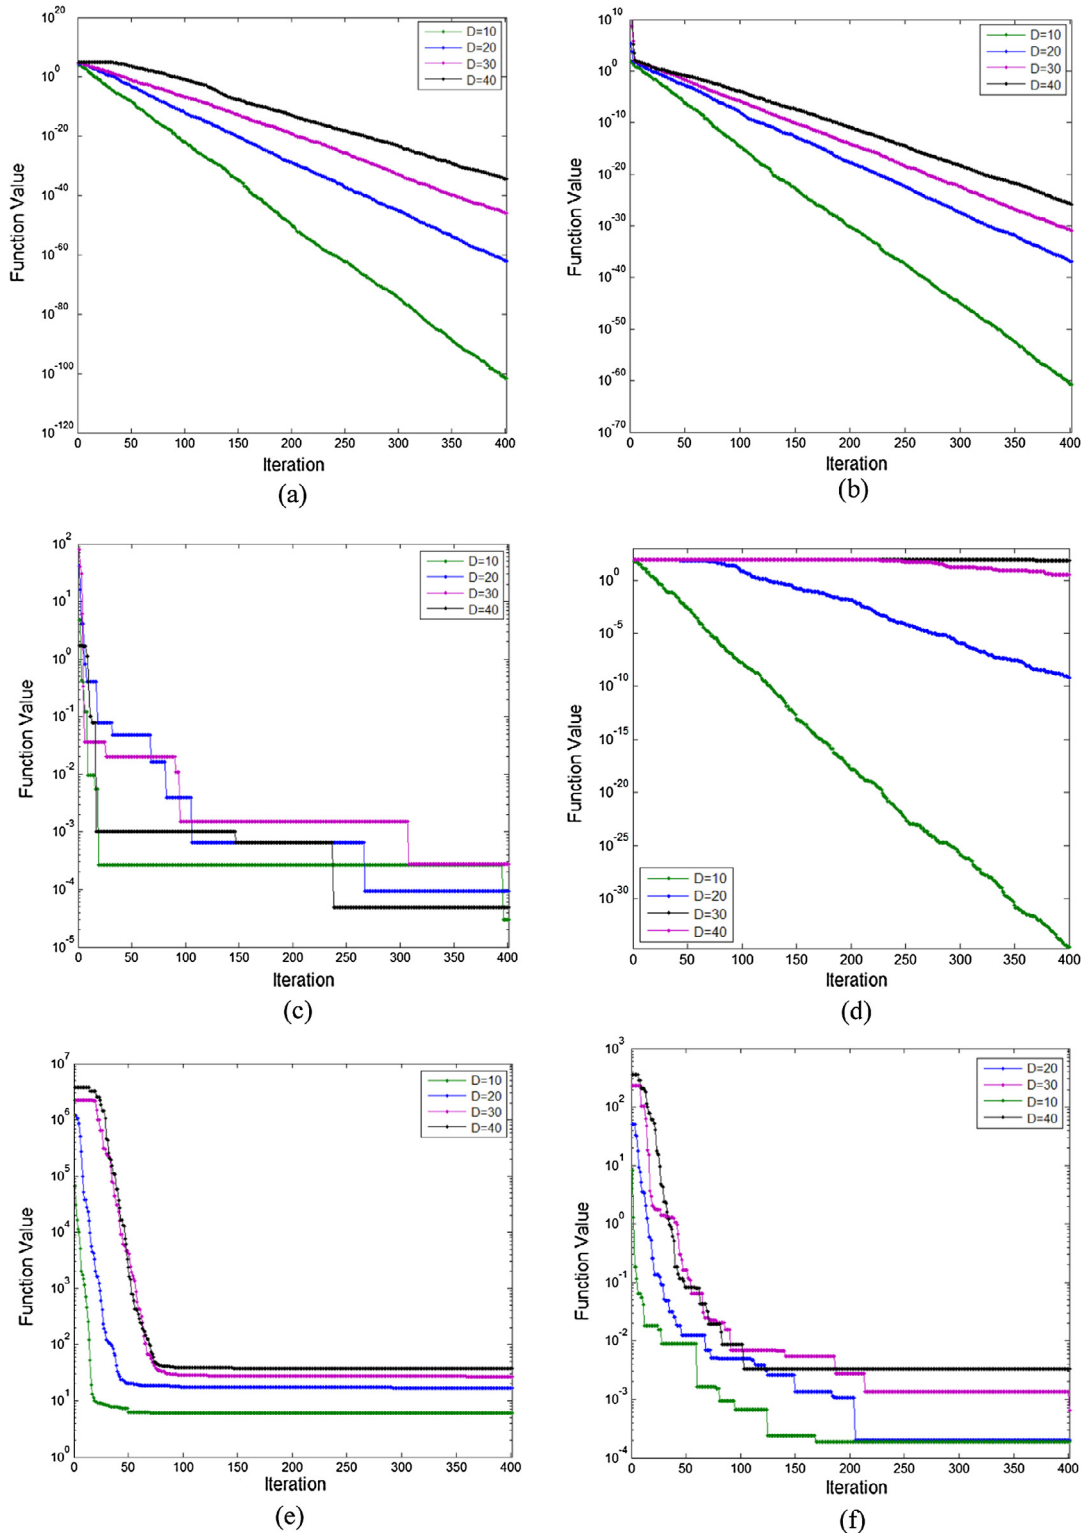 10^20
10^0
10^-20
10^-40
10^-60
10^-80
10^-100
10^-120
Function Value
D=10
D=20
D=30
D=40
0 50 100 150 200 250 300 350 400
Iteration
(a)
10^10
10^0
10^-10
10^-20
10^-30
10^-40
10^-50
10^-60
10^-70
Function Value
D=10
D=20
D=30
D=40
0 50 100 150 200 250 300 350 400
Iteration
(b)
10^2
10^1
10^0
10^-1
10^-2
10^-3
10^-4
10^-5
Function Value
D=10
D=20
D=30
D=40
0 50 100 150 200 250 300 350 400
Iteration
(c)
10^0
10^-5
10^-10
10^-15
10^-20
10^-25
10^-30
Function Value
D=10
D=20
D=30
D=40
0 50 100 150 200 250 300 350 400
Iteration
(d)
10^7
10^6
10^5
10^4
10^3
10^2
10^1
10^0
Function Value
D=10
D=20
D=30
D=40
0 50 100 150 200 250 300 350 400
Iteration
(e)
10^3
10^2
10^1
10^0
10^-1
10^-2
10^-3
10^-4
Function Value
D=20
D=30
D=10
D=40
0 50 100 150 200 250 300 350 400
Iteration
(f)